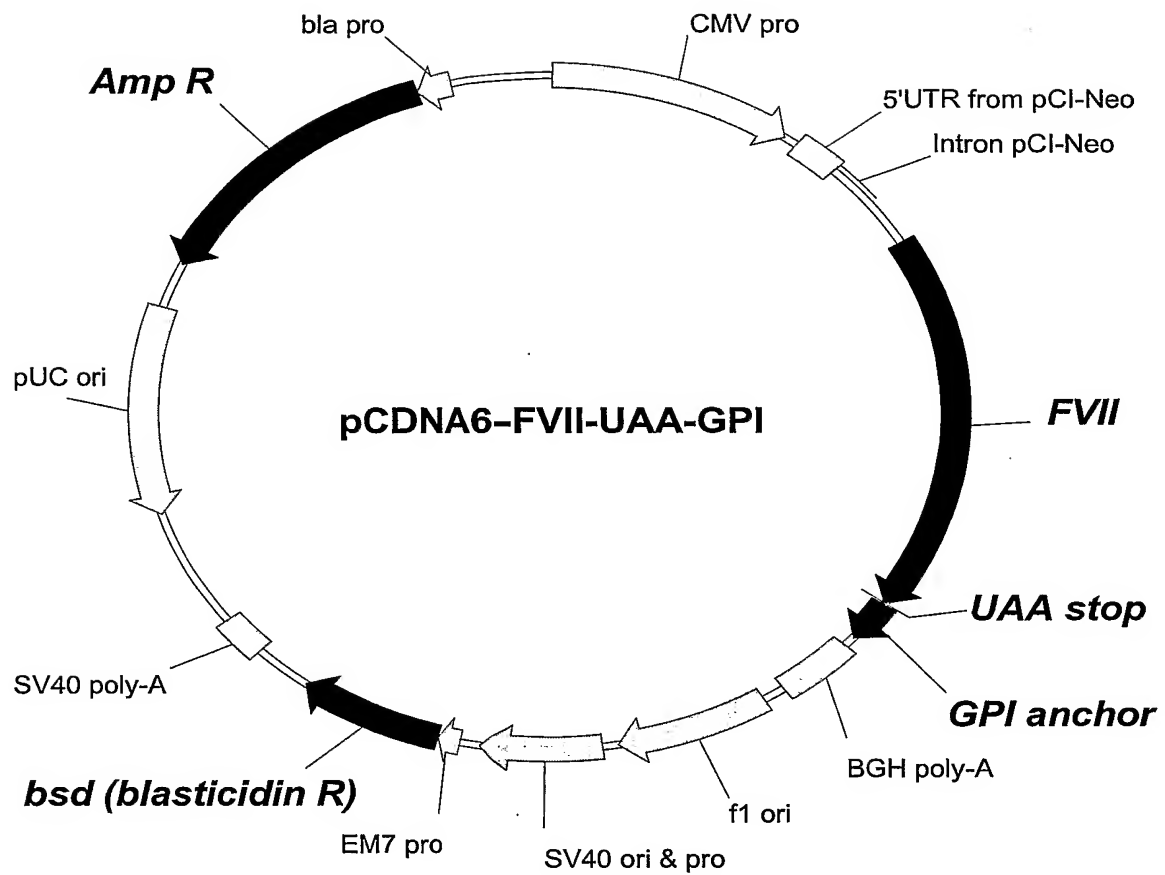 bla pro
CMV pro
Amp R
5'UTR from pCI-Neo
Intron pCI-Neo
pUC ori
pCDNA6–FVII-UAA-GPI
FVII
UAA stop
SV40 poly-A
GPI anchor
BGH poly-A
bsd (blasticidin R)
f1 ori
EM7 pro
SV40 ori & pro